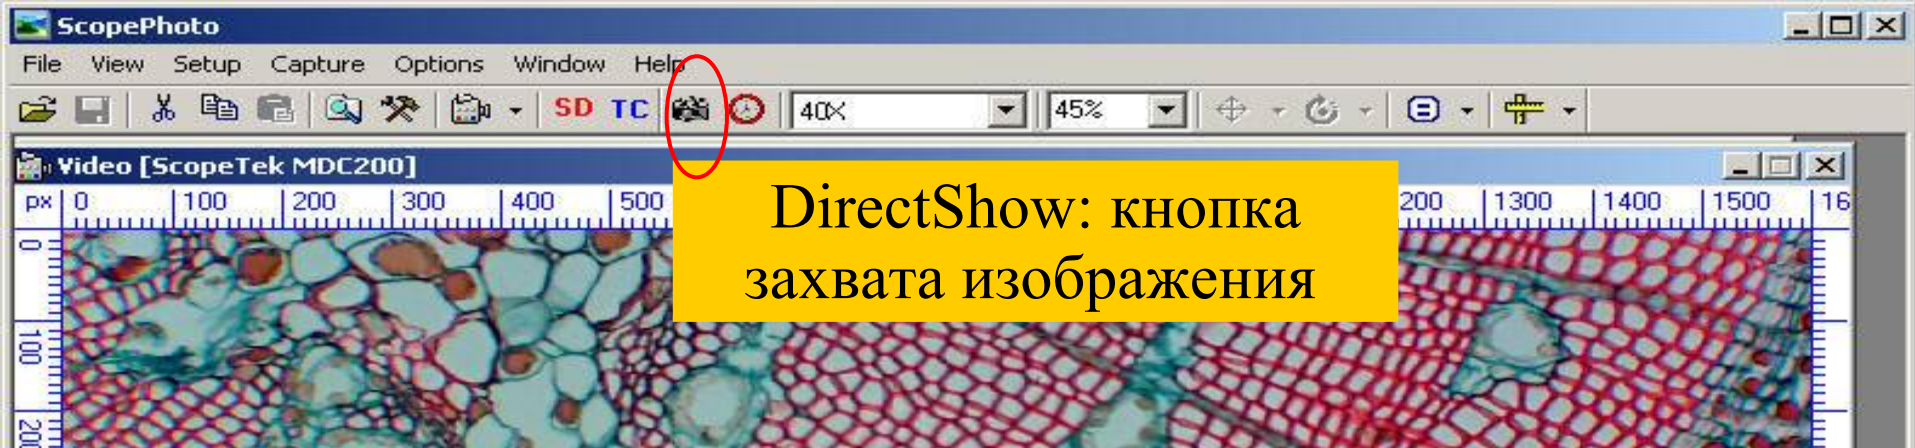 ScopePhoto
File View Setup Capture Options Window Help
SD TC 40X 45%
Video [ScopeTek MDC200]
px 0 100 200 300 400 500 200 1300 1400 1500 16
DirectShow: кнопка
захвата изображения
0
100
200